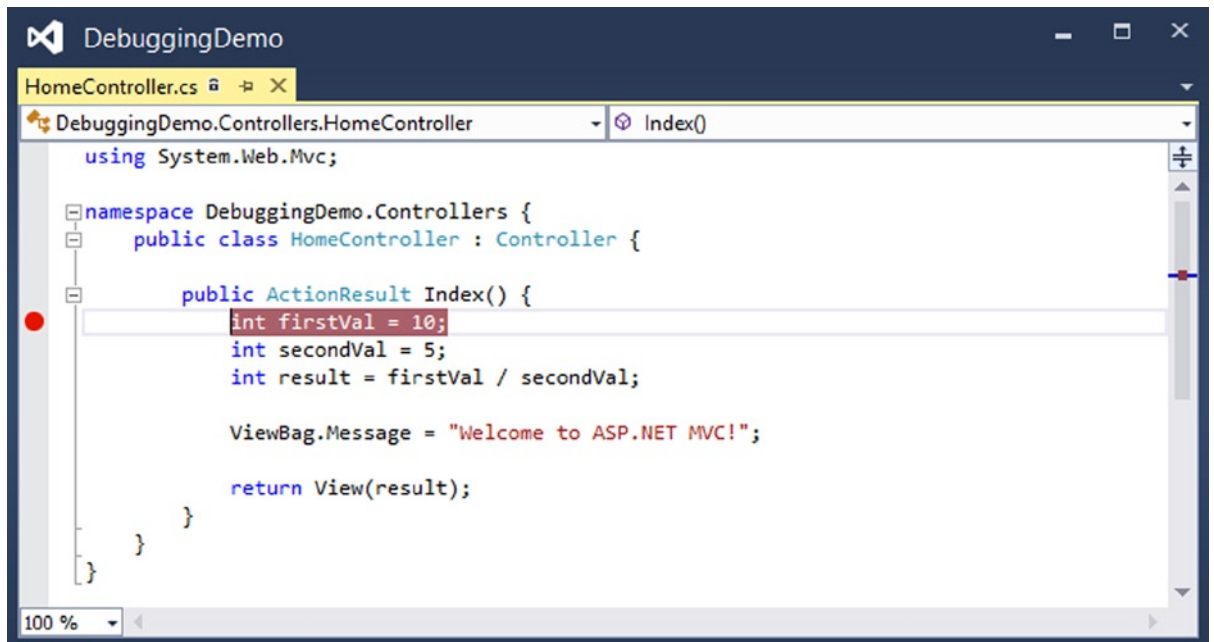 DebuggingDemo
HomeController.cs
DebuggingDemo.Controllers.HomeController Index()
using System.Web.Mvc;
namespace DebuggingDemo.Controllers {
public class HomeController : Controller {
public ActionResult Index() {
int firstVal = 10;
int secondVal = 5;
int result = firstVal / secondVal;
ViewBag.Message = "Welcome to ASP.NET MVC!";
return View(result);
}
}
}
100 %